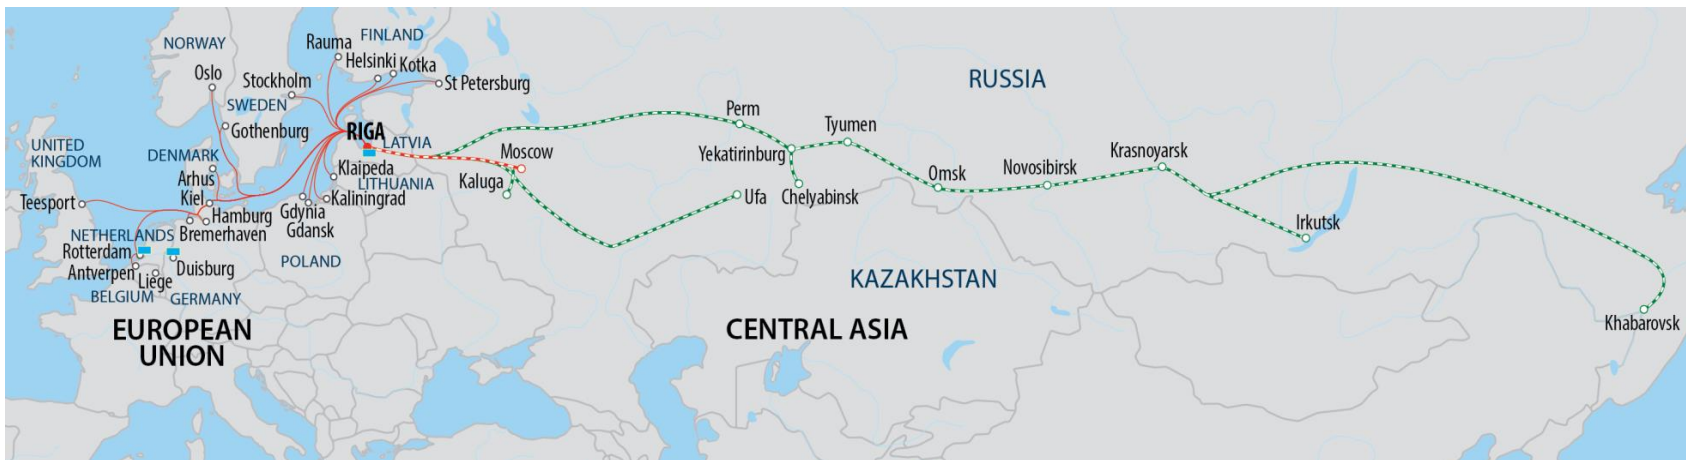 NORWAY
Oslo
SWEDEN
Stockholm
Gothenburg
Rauma
FINLAND
Helsinki
Kotka
St Petersburg
RIGA
LATVIA
UNITED
KINGDOM
DENMARK
Arhus
Kiel
Teesport
Hamburg
Bremerhaven
NETHERLANDS
Rotterdam
Antverpen
Liége
Duisburg
BELGIUM
GERMANY
Klaipeda
LITHUANIA
Kaliningrad
Gdynia
Gdansk
POLAND
Moscow
Kaluga
Perm
Yekatirinburg
Tyumen
Chelyabinsk
Ufa
Omsk
Novosibirsk
Krasnoyarsk
RUSSIA
Irkutsk
Khabarovsk
KAZAKHSTAN
EUROPEAN
UNION
CENTRAL ASIA